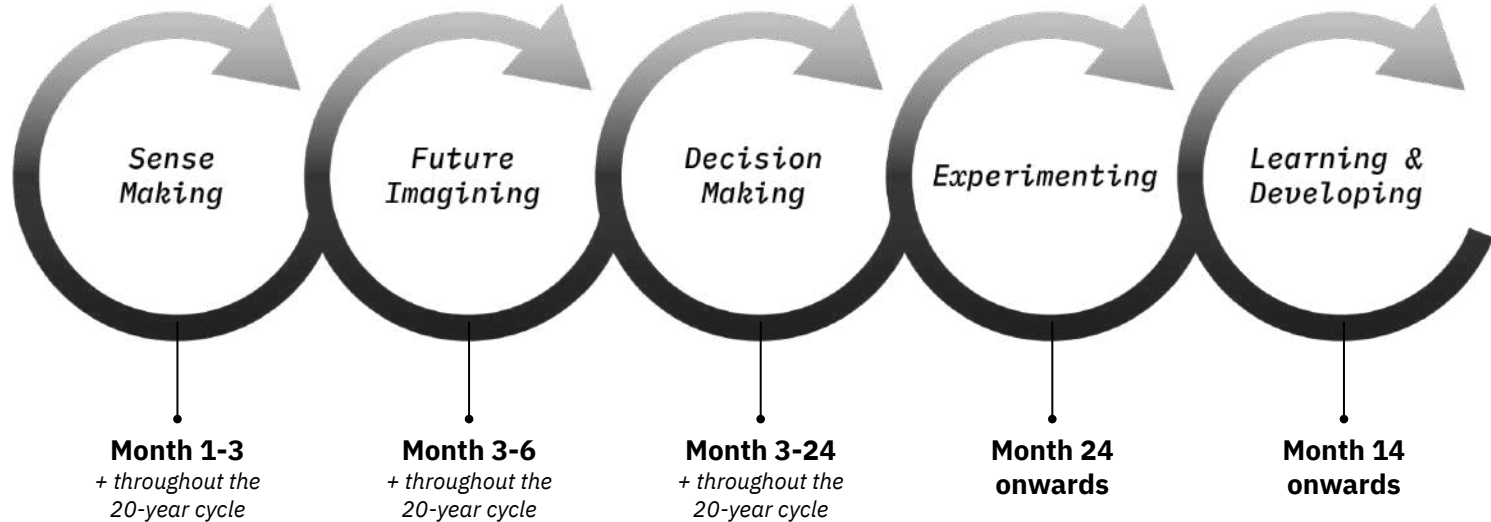 Sense
Making
Future
Imagining
Decision
Making
Experimenting
Learning &
Developing
Month 1-3
+ throughout the
20-year cycle
Month 3-6
+ throughout the
20-year cycle
Month 3-24
+ throughout the
20-year cycle
Month 24
onwards
Month 14
onwards